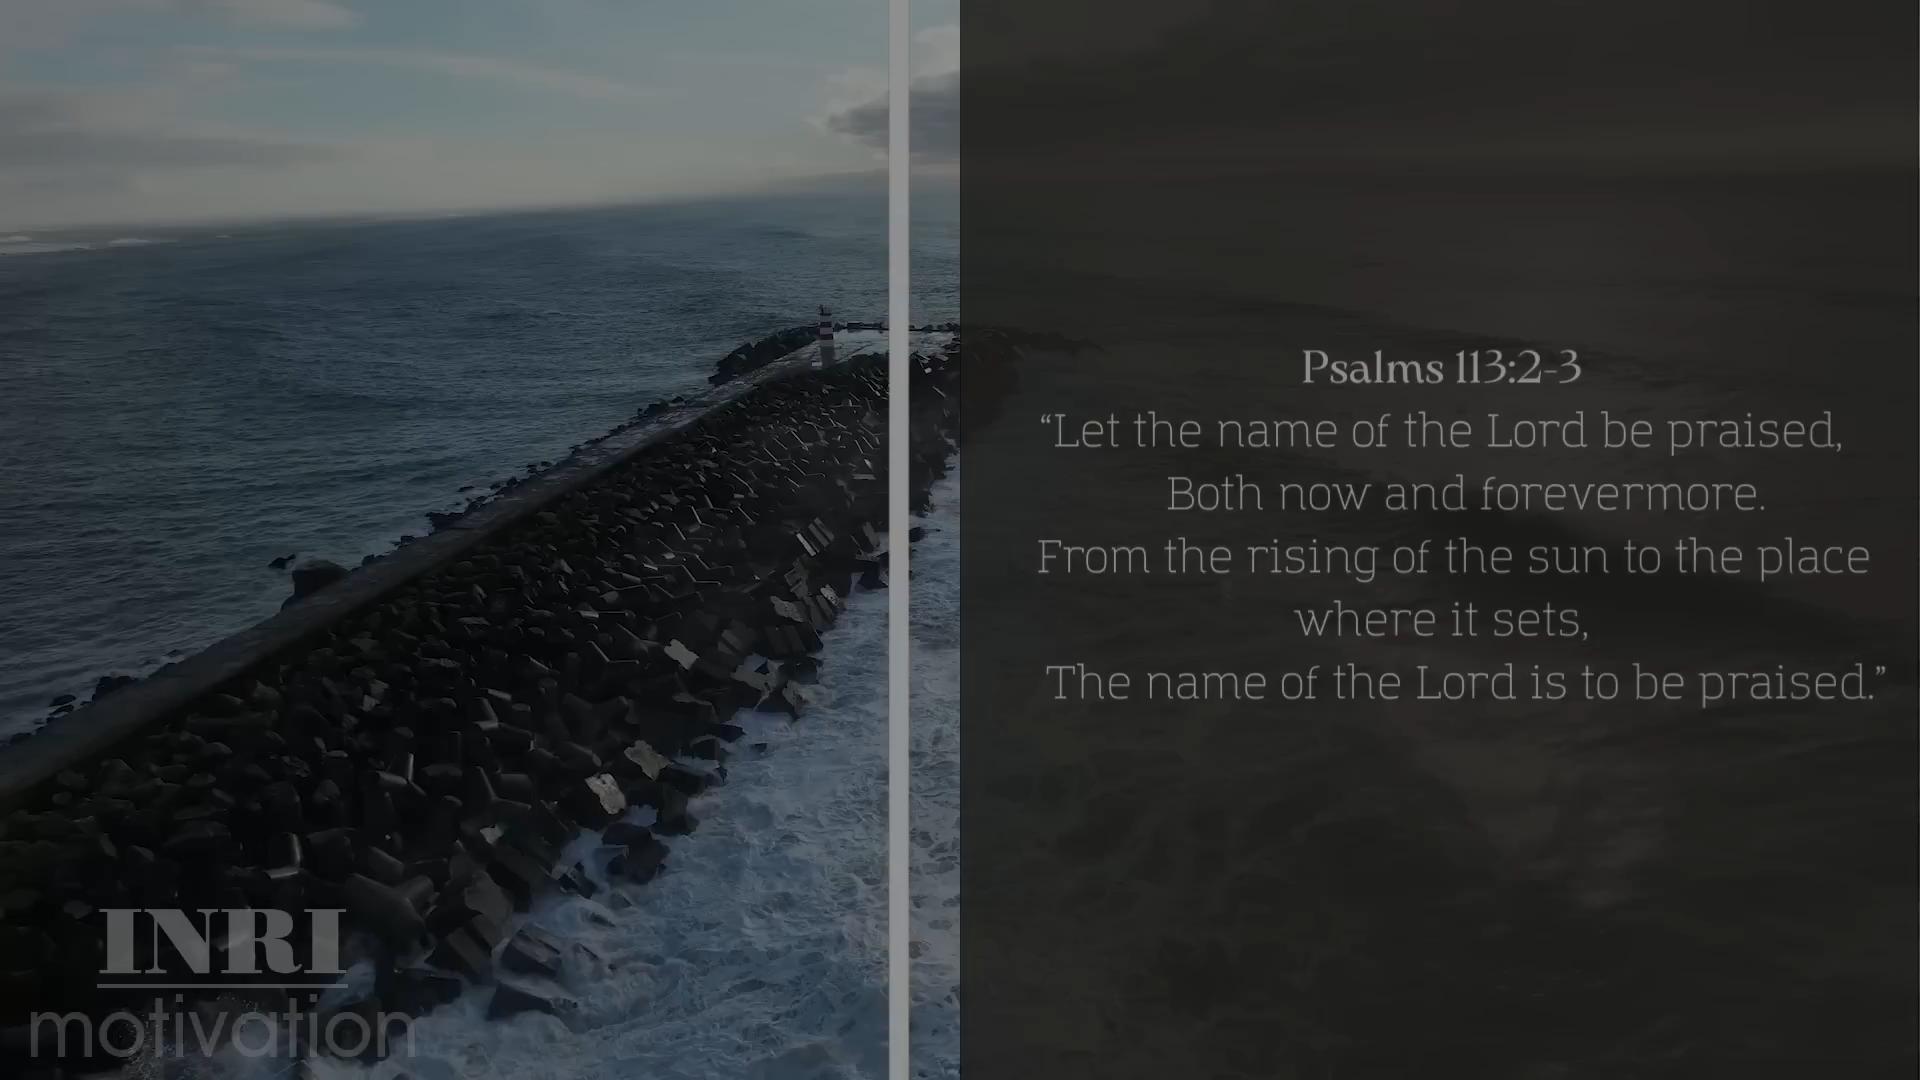 Psalms 113:2-3
“Let the name of the Lord be praised,
Both now and forevermore.
From the rising of the sun to the place
where it sets,
The name of the Lord is to be praised.”
INRI
motivation